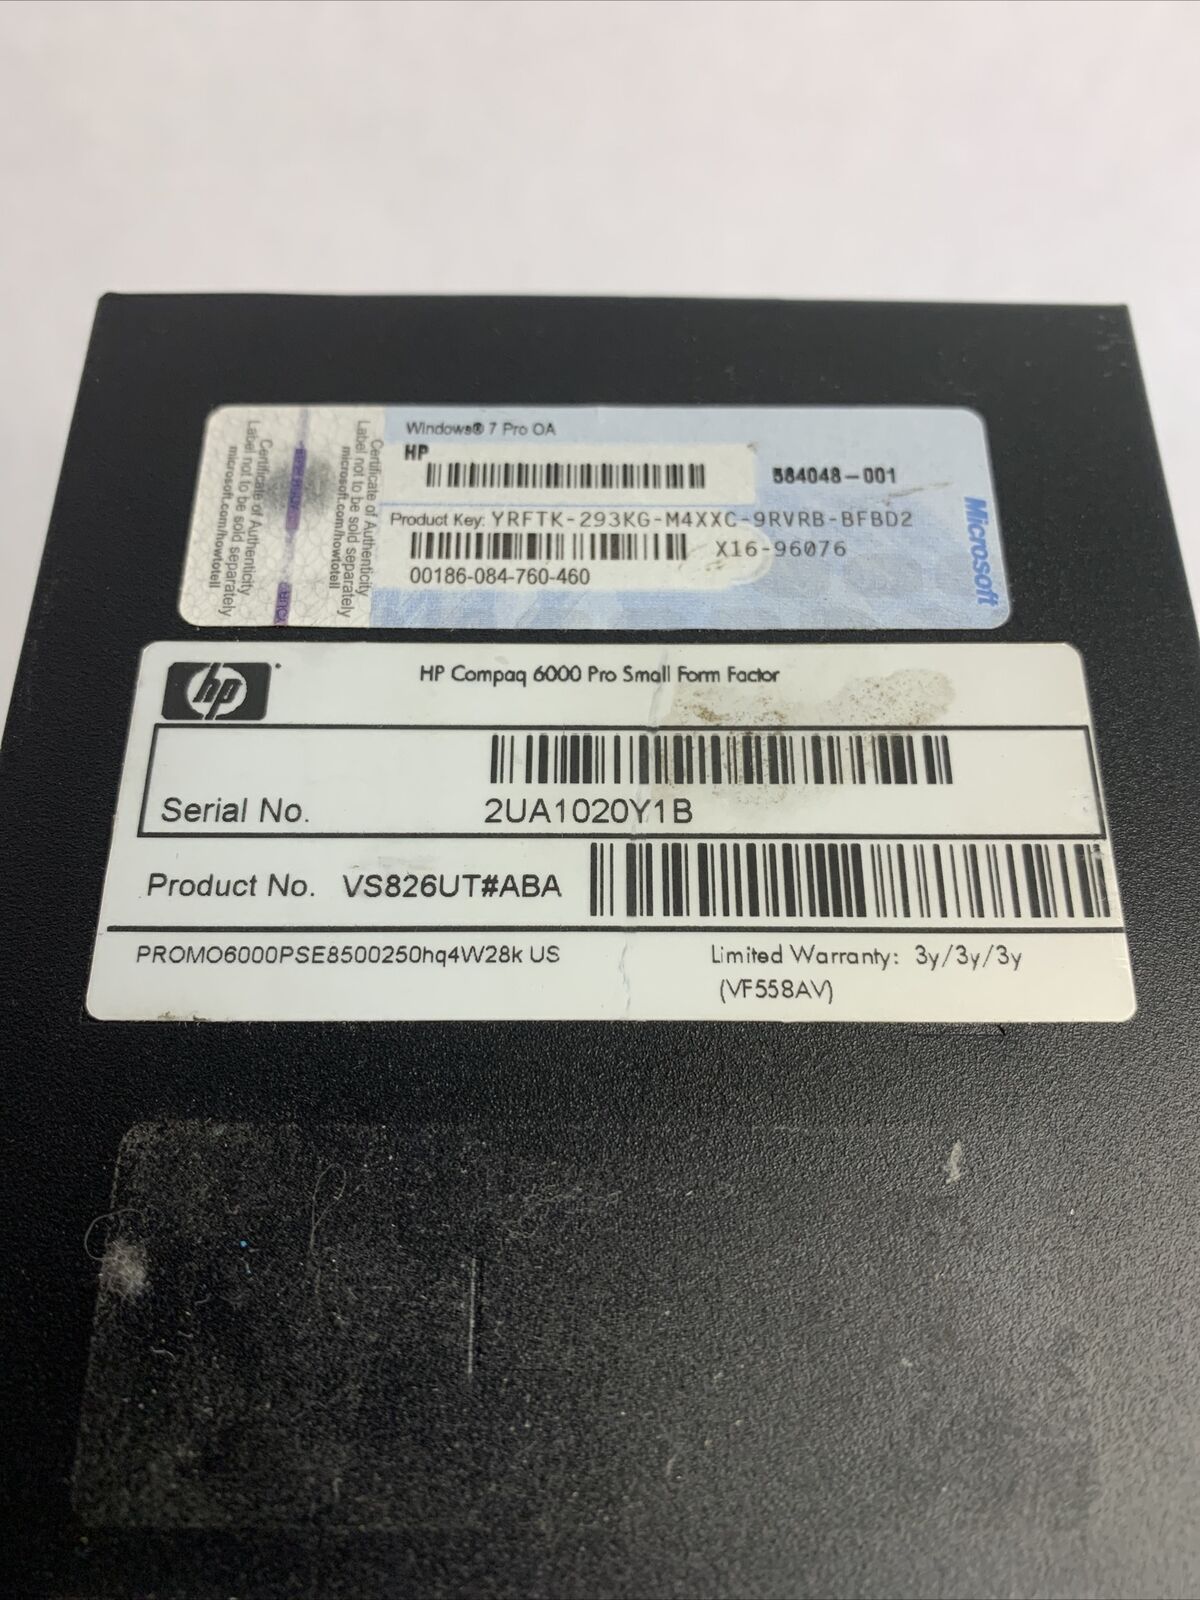 Certificate of Authenticity
Label not to be sold separately
microsoft.com/howtotell
Certificate of Authenticity
Label not to be sold separately
microsoft.com/howtotell
Windows® 7 Pro OA
HP
584048-001
Product Key: YRFTK-293KG-M4XXC-9RVRB-BFBD2
X16-96076
00186-084-760-460
Microsoft
hp
HP Compaq 6000 Pro Small Form Factor
Serial No. 2UA1020Y1B
Product No. VS826UT#ABA
PROMO6000PSE8500250hq4W28k US
Limited Warranty: 3y/3y/3y
(VF558AV)